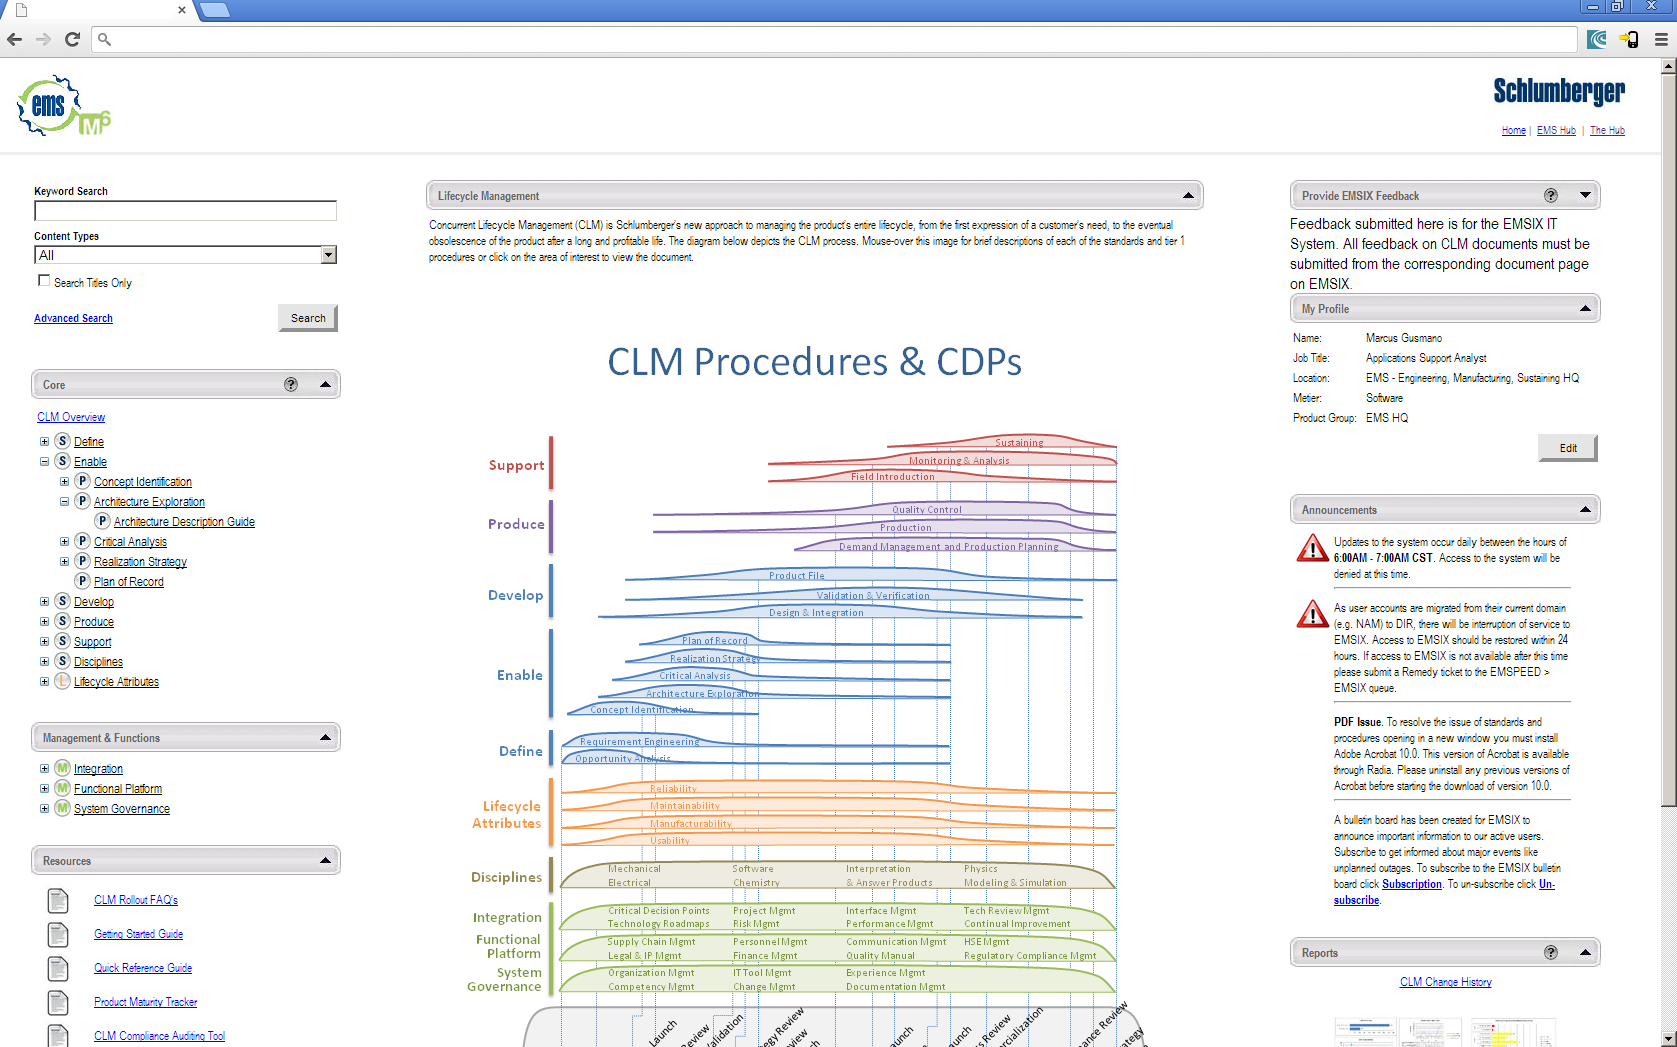 ems
M6
Schlumberger
Home | EMS Hub | The Hub
Keyword Search
Content Types
All
Search Titles Only
Advanced Search
Search
Core
?
CLM Overview
S Define
S Enable
P Concept Identification
P Architecture Exploration
P Architecture Description Guide
P Critical Analysis
P Realization Strategy
P Plan of Record
S Develop
S Produce
S Support
S Disciplines
L Lifecycle Attributes
Management & Functions
M Integration
M Functional Platform
M System Governance
Resources
CLM Rollout FAQ's
Getting Started Guide
Quick Reference Guide
Product Maturity Tracker
CLM Compliance Auditing Tool
Lifecycle Management
Concurrent Lifecycle Management (CLM) is Schlumberger's new approach to managing the product's entire lifecycle, from the first expression of a customer's need, to the eventual
obsolescence of the product after a long and profitable life. The diagram below depicts the CLM process. Mouse-over this image for brief descriptions of each of the standards and tier 1
procedures or click on the area of interest to view the document.
CLM Procedures & CDPs
Support
Sustaining
Monitoring & Analysis
Field Introduction
Produce
Quality Control
Production
Demand Management and Production Planning
Develop
Product File
Validation & Verification
Design & Integration
Enable
Plan of Record
Realization Strategy
Critical Analysis
Architecture Exploration
Concept Identification
Define
Requirement Engineering
Opportunity Analysis
Lifecycle
Attributes
Reliability
Maintainability
Manufacturability
Usability
Disciplines
Mechanical Software Interpretation Physics
Electrical Chemistry & Answer Products Modeling & Simulation
Integration
Critical Decision Points Project Mgmt Interface Mgmt Tech Review Mgmt
Technology Roadmaps Risk Mgmt Performance Mgmt Continual Improvement
Functional
Platform
Supply Chain Mgmt Personnel Mgmt Communication Mgmt HSE Mgmt
Legal & IP Mgmt Finance Mgmt Quality Manual Regulatory Compliance Mgmt
System
Governance
Organization Mgmt IT Tool Mgmt Experience Mgmt
Competency Mgmt Change Mgmt Documentation Mgmt
Launch
Review
Review
Review
Provide EMSIX Feedback
?
Feedback submitted here is for the EMSIX IT
System. All feedback on CLM documents must be
submitted from the corresponding document page
on EMSIX.
My Profile
Name: Marcus Gusmano
Job Title: Applications Support Analyst
Location: EMS - Engineering, Manufacturing, Sustaining HQ
Metier: Software
Product Group: EMS HQ
Edit
Announcements
Updates to the system occur daily between the hours of
6:00AM - 7:00AM CST. Access to the system will be
denied at this time.
As user accounts are migrated from their current domain
(e.g. NAM) to DIR, there will be interruption of service to
EMSIX. Access to EMSIX should be restored within 24
hours. If access to EMSIX is not available after this time
please submit a Remedy ticket to the EMSPEED >
EMSIX queue.
PDF Issue. To resolve the issue of standards and
procedures opening in a new window you must install
Adobe Acrobat 10.0. This version of Acrobat is available
through Radia. Please uninstall any previous versions of
Acrobat before starting the download of version 10.0.
A bulletin board has been created for EMSIX to
announce important information to our active users.
Subscribe to get informed about major events like
unplanned outages. To subscribe to the EMSIX bulletin
board click Subscription. To un-subscribe click Un-
subscribe.
Reports
?
CLM Change History